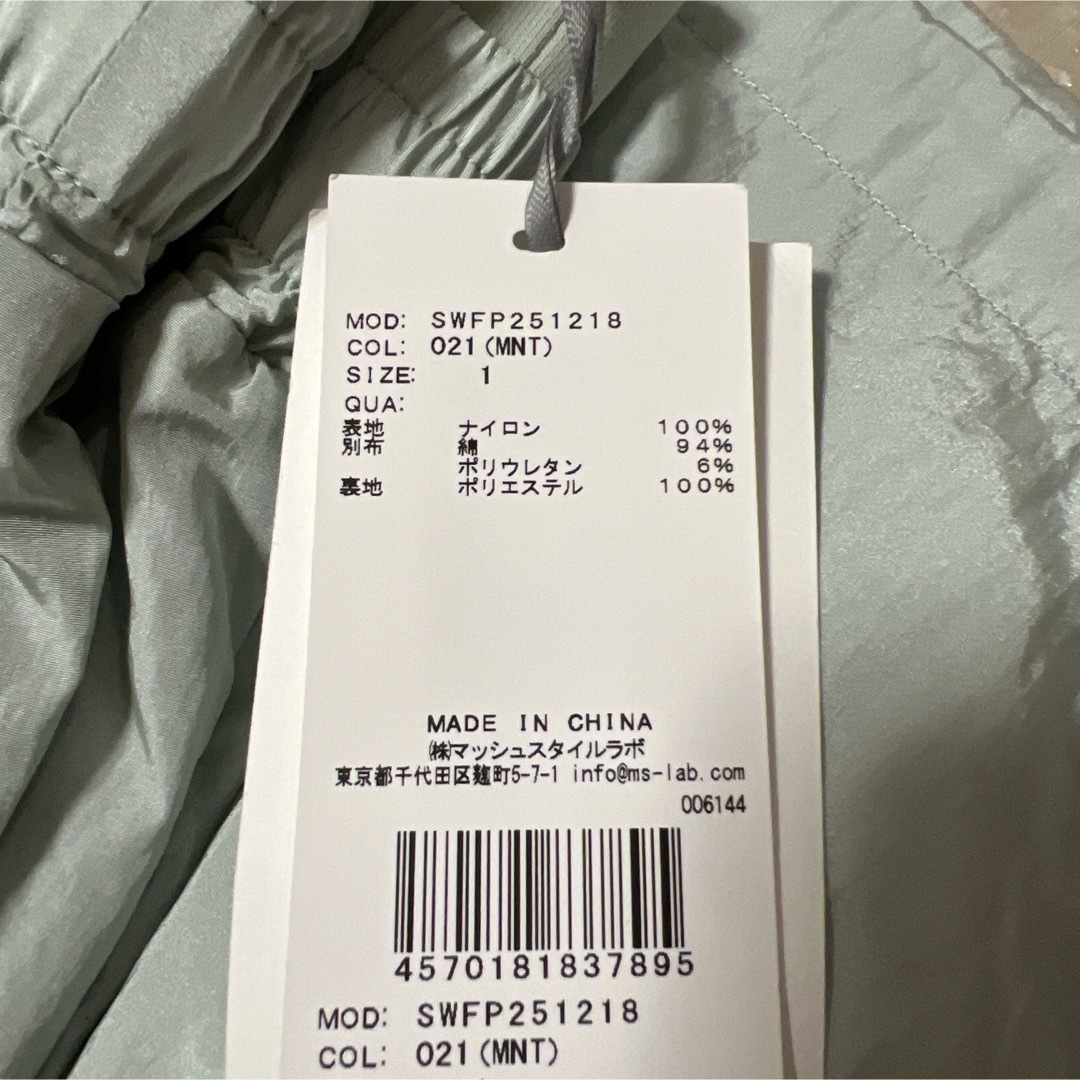 MOD: SWFP251218
COL: 021(MNT)
SIZE: 1
QUA:
表地 ナイロン 100%
別布 綿 94%
ポリウレタン 6%
裏地 ポリエステル 100%
MADE IN CHINA
㈱マッシュスタイルラボ
東京都千代田区麹町5-7-1 info@ms-lab.com
006144
4570181837895
MOD: SWFP251218
COL: 021(MNT)